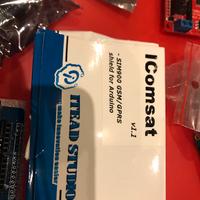 IComsat
v1.1
- SIM900 GSM/GPRS
shield for Arduino
ITEAD STUDIO